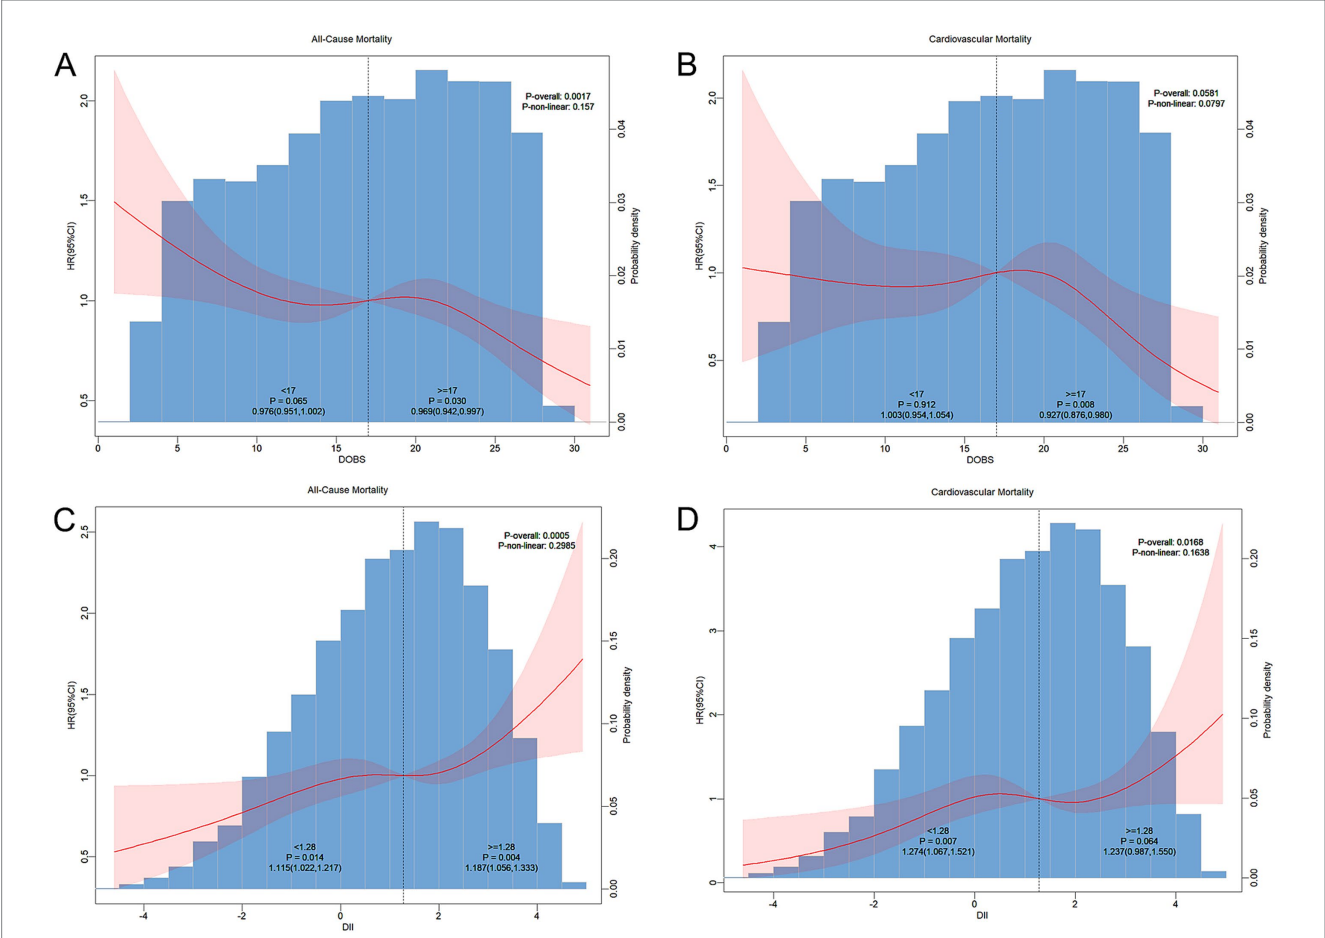 A
All-Cause Mortality
P-overall: 0.0017
P-non-linear: 0.157
HR(95%CI)
2.0
1.5
1.0
0.5
0.04
0.03
0.02
0.01
0.00
Probability density
<17
P = 0.065
0.976(0.951,1.002)
>=17
P = 0.030
0.969(0.942,0.997)
0 5 10 15 20 25 30
DOBS
B
Cardiovascular Mortality
P-overall: 0.0581
P-non-linear: 0.0797
HR(95%CI)
2.0
1.5
1.0
0.5
0.04
0.03
0.02
0.01
0.00
Probability density
<17
P = 0.912
1.003(0.954,1.054)
>=17
P = 0.008
0.927(0.876,0.980)
0 5 10 15 20 25 30
DOBS
C
All-Cause Mortality
P-overall: 0.0005
P-non-linear: 0.2985
HR(95%CI)
2.5
2.0
1.5
1.0
0.5
0.20
0.15
0.10
0.05
0.00
Probability density
<1.28
P = 0.014
1.115(1.022,1.217)
>=1.28
P = 0.004
1.187(1.056,1.333)
-4 -2 0 2 4
DII
D
Cardiovascular Mortality
P-overall: 0.0168
P-non-linear: 0.1638
HR(95%CI)
4
3
2
1
0
0.20
0.15
0.10
0.05
0.00
Probability density
<1.28
P = 0.007
1.274(1.067,1.521)
>=1.28
P = 0.064
1.237(0.987,1.550)
-4 -2 0 2 4
DII